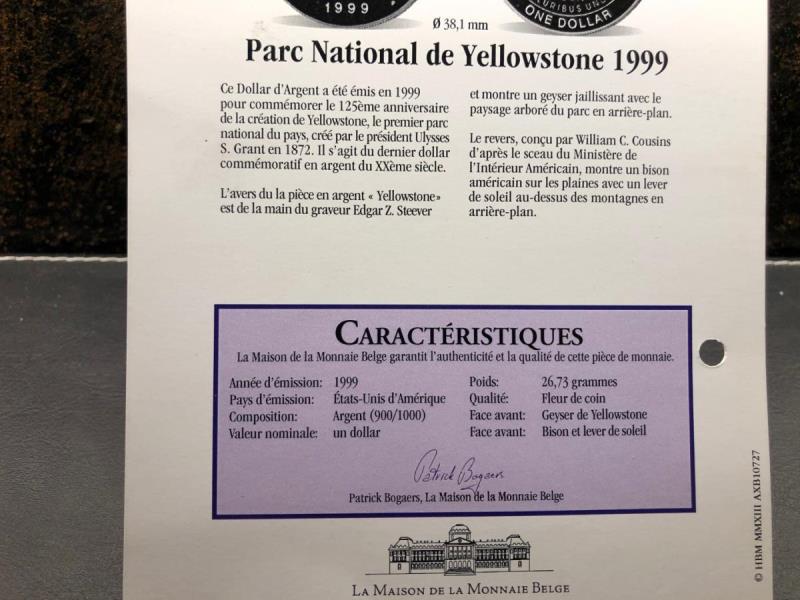 1999
PLURIBUS UNUM
ONE DOLLAR
Ø 38,1 mm
Parc National de Yellowstone 1999
Ce Dollar d'Argent a été émis en 1999
pour commémorer le 125ème anniversaire
de la création de Yellowstone, le premier parc
national du pays, créé par le président Ulysses
S. Grant en 1872. Il s'agit du dernier dollar
commémoratif en argent du XXème siècle.
L'avers du la pièce en argent « Yellowstone»
est de la main du graveur Edgar Z. Steever
et montre un geyser jaillissant avec le
paysage arboré du parc en arrière-plan.
Le revers, conçu par William C. Cousins
d'après le sceau du Ministère de
l'Intérieur Américain, montre un bison
américain sur les plaines avec un lever
de soleil au-dessus des montagnes en
arrière-plan.
CARACTÉRISTIQUES
La Maison de la Monnaie Belge garantit l'authenticité et la qualité de cette pièce de monnaie.
Année d'émission: 1999
Pays d'émission: États-Unis d'Amérique
Composition: Argent (900/1000)
Valeur nominale: un dollar
Poids: 26,73 grammes
Qualité: Fleur de coin
Face avant: Geyser de Yellowstone
Face avant: Bison et lever de soleil
Patrick Bogaers
Patrick Bogaers, La Maison de la Monnaie Belge
LA MAISON DE LA MONNAIE BELGE
© HBM MMXIII AXB10727